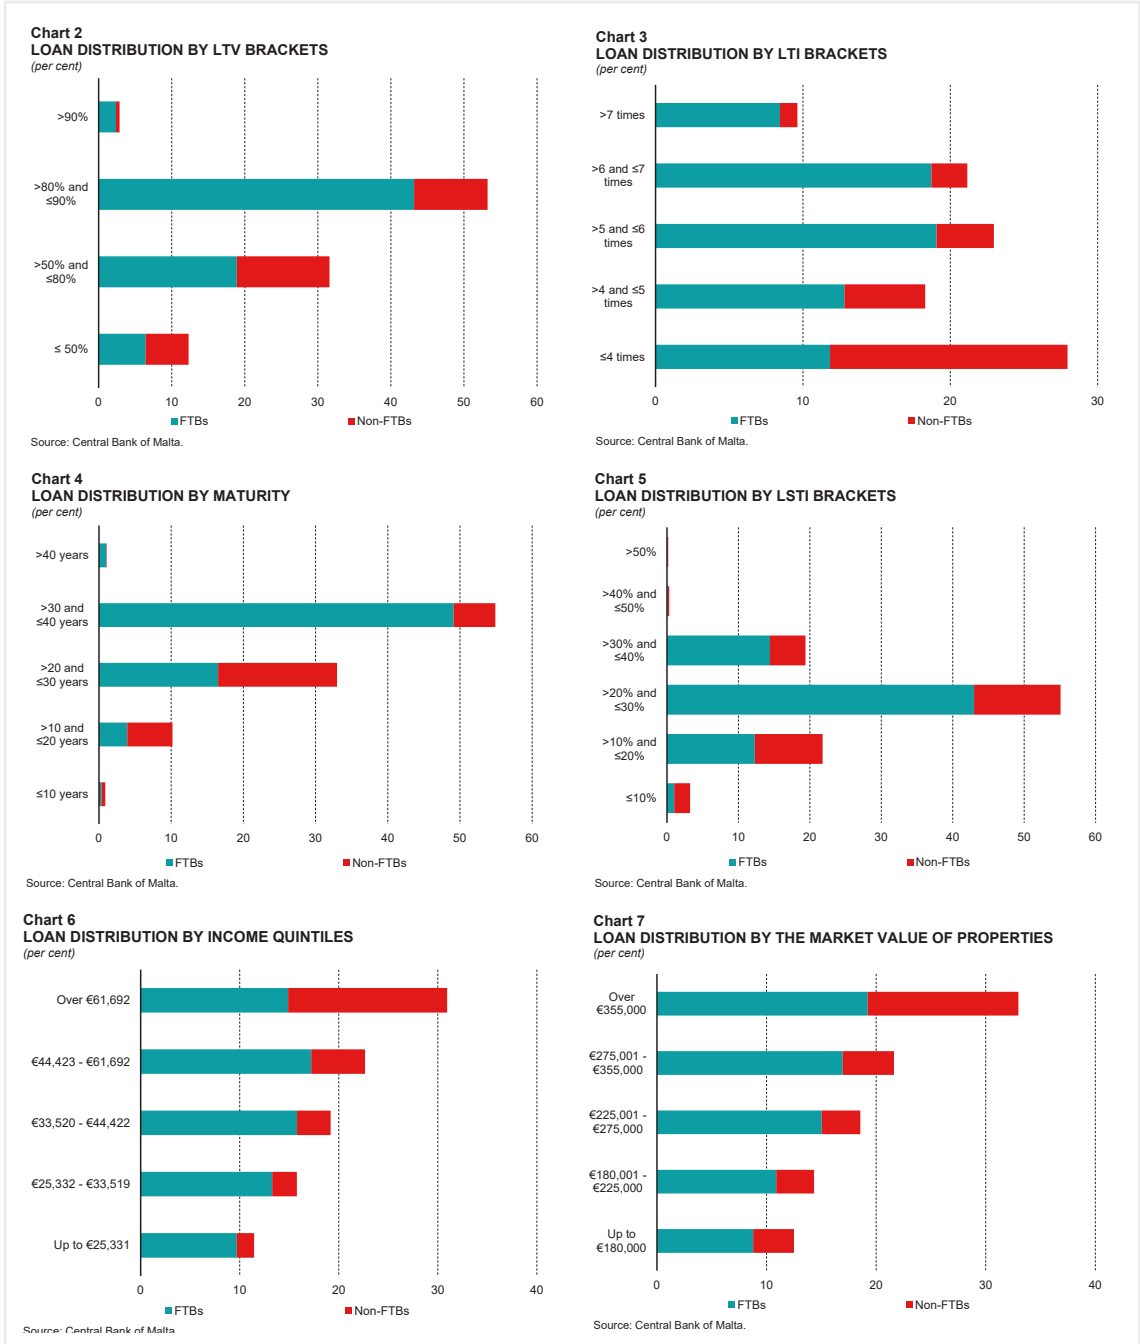 Chart 2
LOAN DISTRIBUTION BY LTV BRACKETS
(per cent)
>90%
>80% and
≤90%
>50% and
≤80%
≤ 50%
0 10 20 30 40 50 60
FTBs Non-FTBs
Source: Central Bank of Malta.
Chart 3
LOAN DISTRIBUTION BY LTI BRACKETS
(per cent)
>7 times
>6 and ≤7
times
>5 and ≤6
times
>4 and ≤5
times
≤4 times
0 10 20 30
FTBs Non-FTBs
Source: Central Bank of Malta.
Chart 4
LOAN DISTRIBUTION BY MATURITY
(per cent)
>40 years
>30 and
≤40 years
>20 and
≤30 years
>10 and
≤20 years
≤10 years
0 10 20 30 40 50 60
FTBs Non-FTBs
Source: Central Bank of Malta.
Chart 5
LOAN DISTRIBUTION BY LSTI BRACKETS
(per cent)
>50%
>40% and
≤50%
>30% and
≤40%
>20% and
≤30%
>10% and
≤20%
≤10%
0 10 20 30 40 50 60
FTBs Non-FTBs
Source: Central Bank of Malta.
Chart 6
LOAN DISTRIBUTION BY INCOME QUINTILES
(per cent)
Over €61,692
€44,423 - €61,692
€33,520 - €44,422
€25,332 - €33,519
Up to €25,331
0 10 20 30 40
FTBs Non-FTBs
Source: Central Bank of Malta
Chart 7
LOAN DISTRIBUTION BY THE MARKET VALUE OF PROPERTIES
(per cent)
Over
€355,000
€275,001 -
€355,000
€225,001 -
€275,000
€180,001 -
€225,000
Up to
€180,000
0 10 20 30 40
FTBs Non-FTBs
Source: Central Bank of Malta.